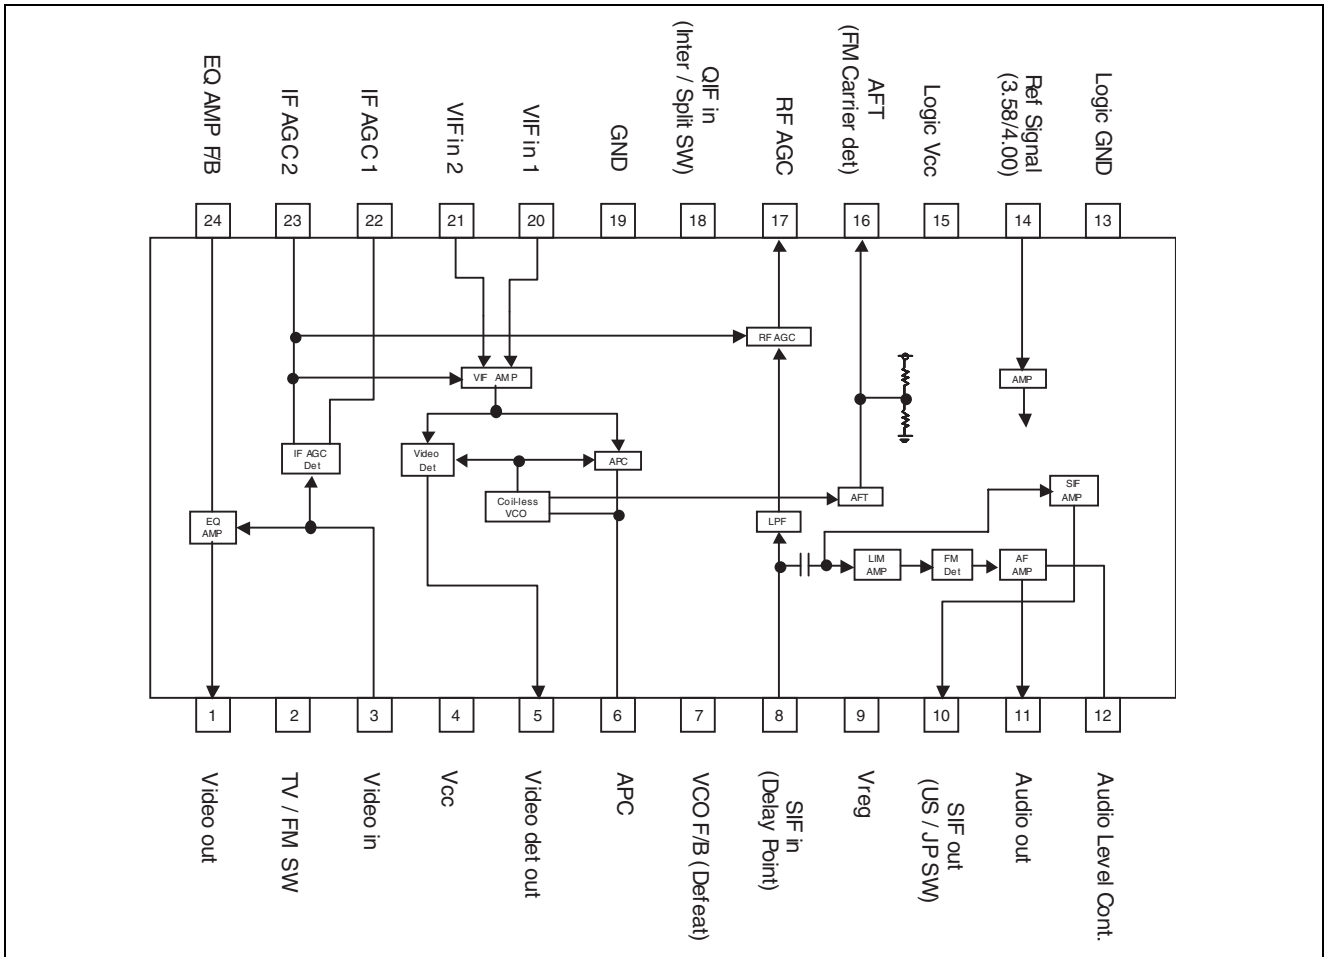 EQ AMP F/B
IF AGC 2
IF AGC 1
VIF in 2
VIF in 1
GND
QIF in
(Inter / Split SW)
RF AGC
AFT
(FM Carrier det)
Logic Vcc
Ref Signal
(3.58/4.00)
Logic GND
24
23
22
21
20
19
18
17
16
15
14
13
RF AGC
VIF AMP
AMP
IF AGC
Det
Video
Det
APC
Coil-less
VCO
AFT
SIF
AMP
EQ
AMP
LPF
LIM
AMP
FM
Det
AF
AMP
1
2
3
4
5
6
7
8
9
10
11
12
Video out
TV / FM SW
Video in
Vcc
Video det out
APC
VCO F/B (Defeat)
SIF in
(Delay Point)
Vreg
SIF out
(US / JP SW)
Audio out
Audio Level Cont.